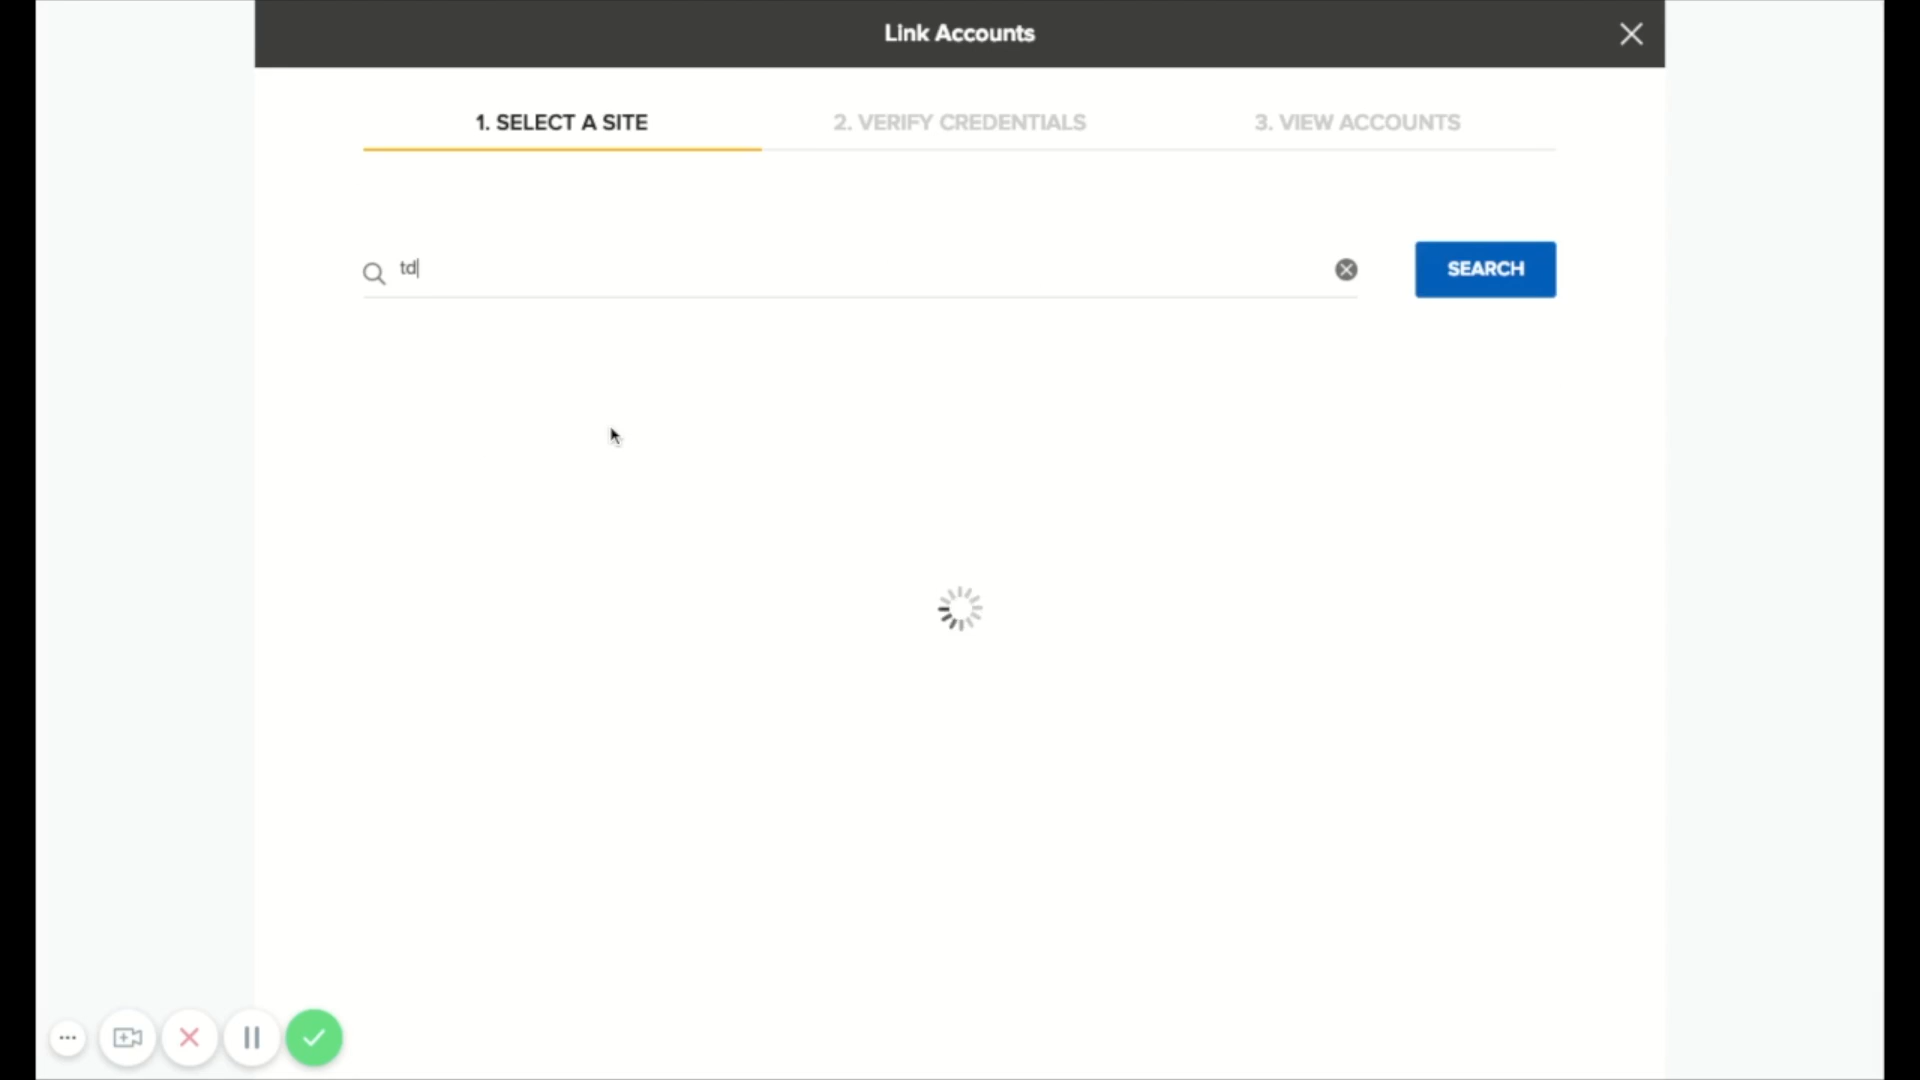 Link Accounts
1. SELECT A SITE
2. VERIFY CREDENTIALS
3. VIEW ACCOUNTS
td
SEARCH